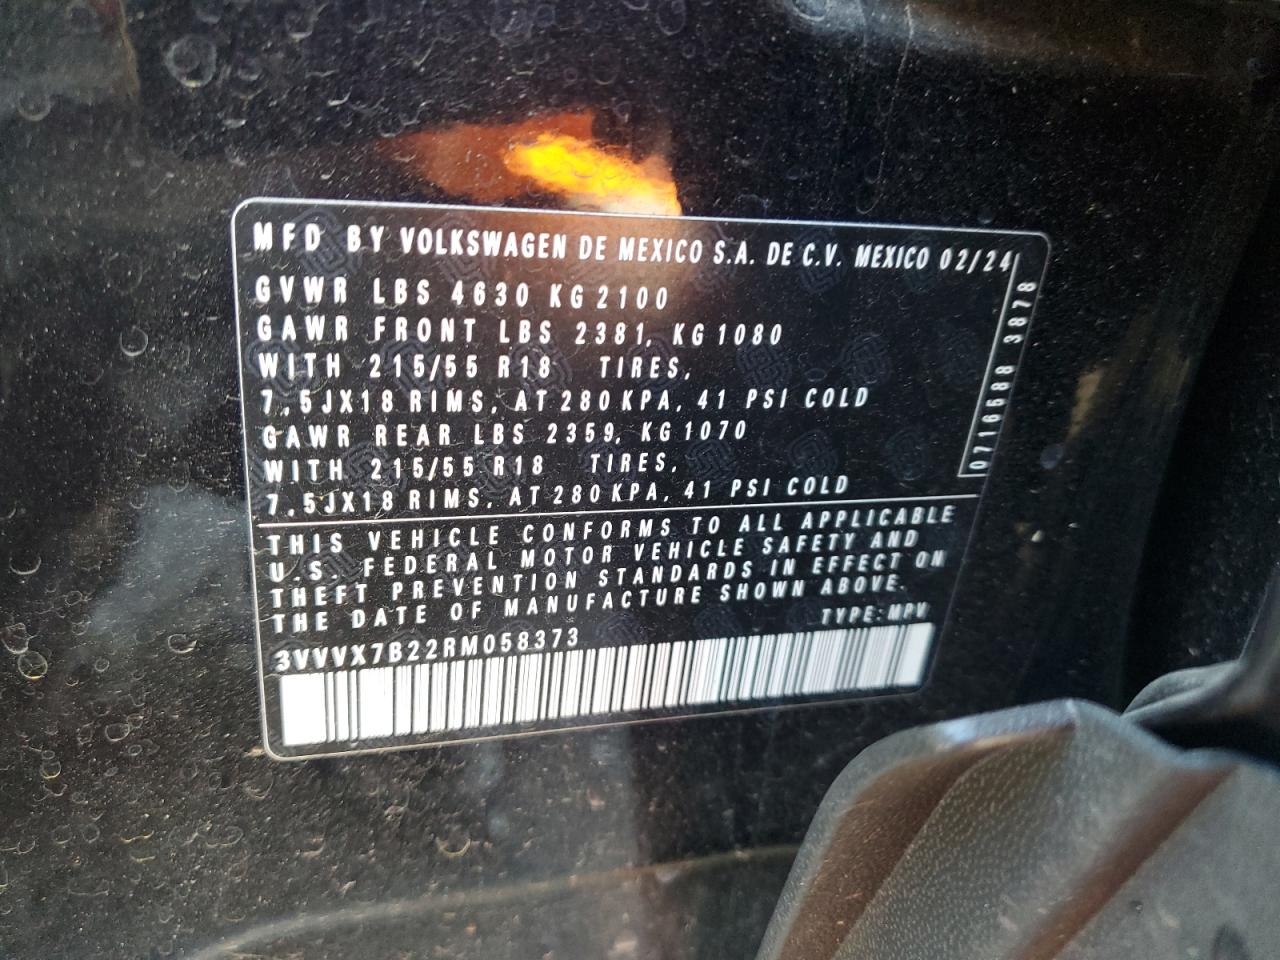 MFD BY VOLKSWAGEN DE MEXICO S.A. DE C.V. MEXICO 02/24
GVWR LBS 4630 KG 2100
GAWR FRONT LBS 2381, KG 1080
WITH 215/55 R18 TIRES,
7.5JX18 RIMS, AT 280 KPA, 41 PSI COLD
GAWR REAR LBS 2359, KG 1070
WITH 215/55 R18 TIRES,
7.5JX18 RIMS, AT 280 KPA, 41 PSI COLD
0716588 3878
THIS VEHICLE CONFORMS TO ALL APPLICABLE
U.S. FEDERAL MOTOR VEHICLE SAFETY AND
THEFT PREVENTION STANDARDS IN EFFECT ON
THE DATE OF MANUFACTURE SHOWN ABOVE.
TYPE: MPV
3VVVX7B22RM058373